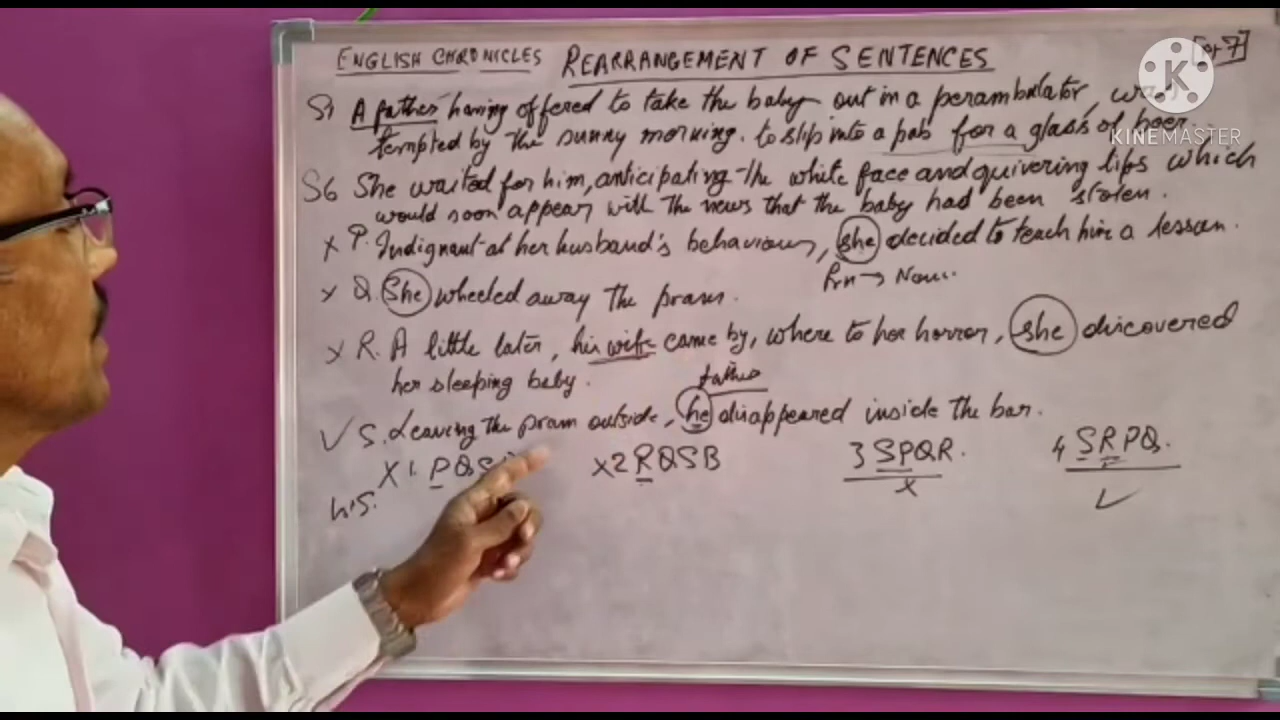 ENGLISH CHRONICLES REARRANGEMENT OF SENTENCES
S1 A father having offered to take the baby out in a perambulator, was
tempted by the sunny morning. to slip into a pab for a glass of beer.
KINEMASTER
S6 She waited for him, anticipating the white face and quivering lips which
would soon appear with the news that the baby had been stolen.
x P. Indignant at her husband's behaviour, she decided to teach him a lesson.
Prn → Noun.
x Q. She wheeled away the pram.
x R. A little later, his wife came by, where to her horror, she discovered
her sleeping baby.
father
✓ S. Leaving the pram outside, he disappeared inside the bar.
x 1. PQS x2 RQSB 3 SPQR. 4 SRPQ.
x ✓